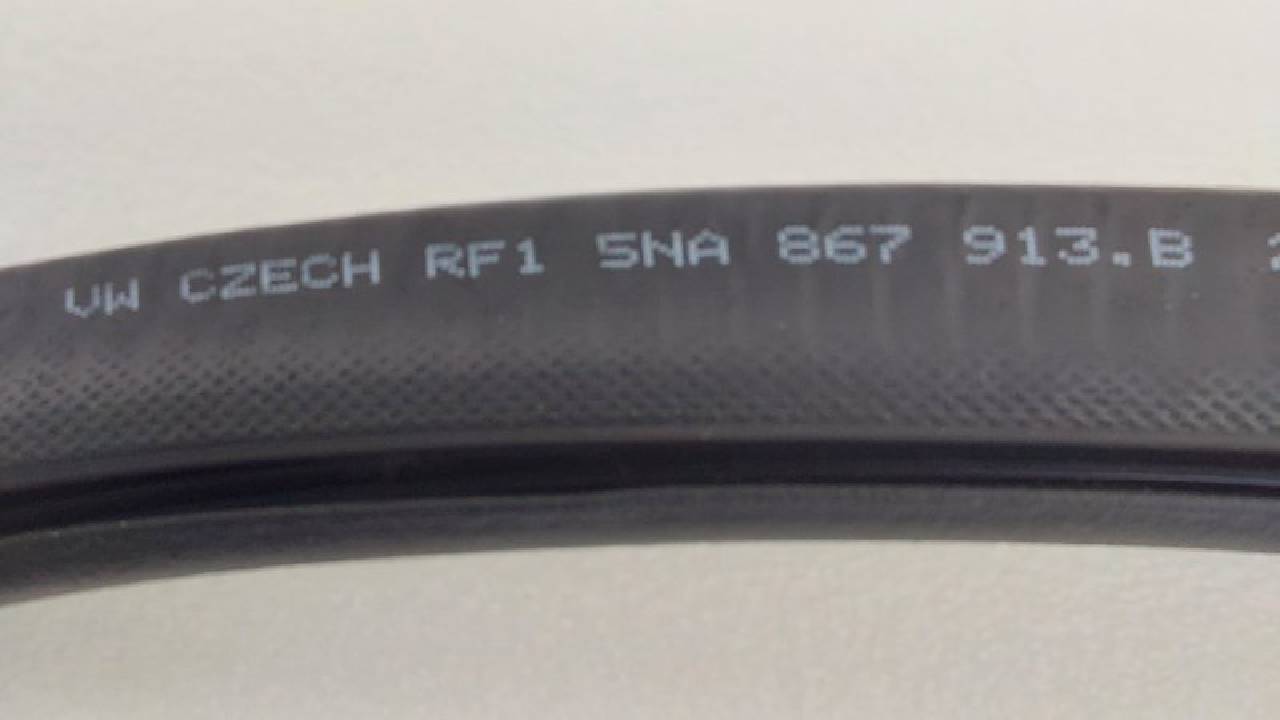 VW CZECH RF1 5NA 867 913.B